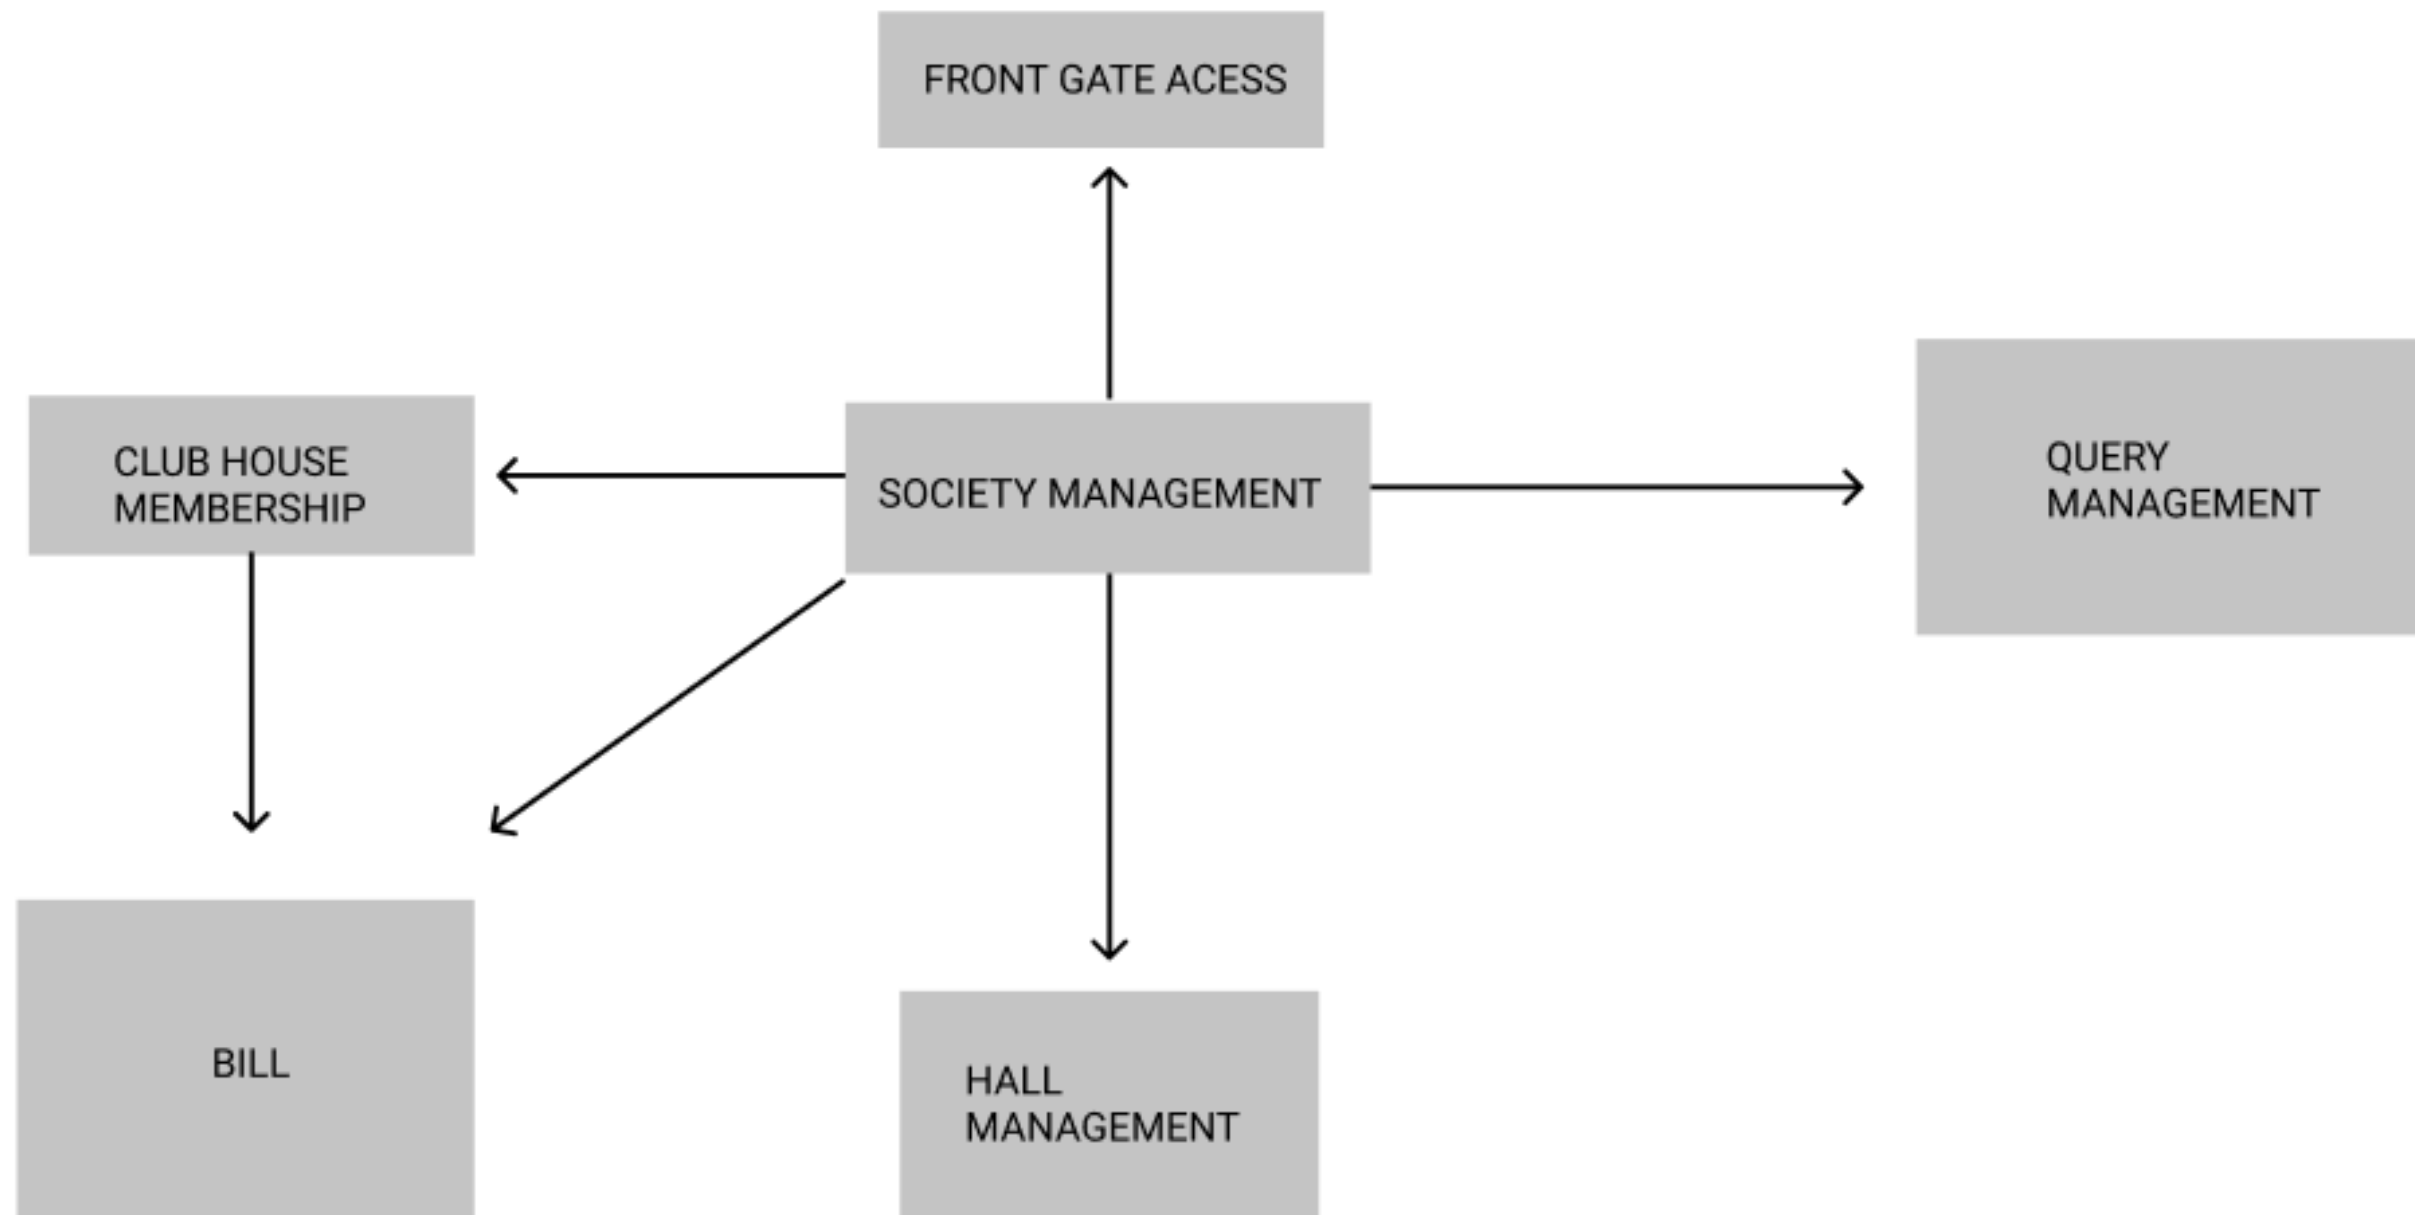 FRONT GATE ACESS
CLUB HOUSE
MEMBERSHIP
SOCIETY MANAGEMENT
QUERY
MANAGEMENT
BILL
HALL
MANAGEMENT